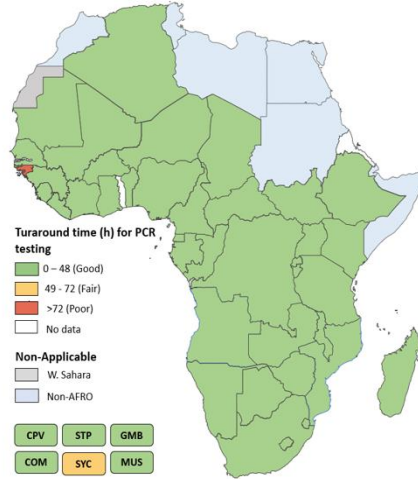 Turaround time (h) for PCR
testing
0 – 48 (Good)
49 - 72 (Fair)
>72 (Poor)
No data
Non-Applicable
W. Sahara
Non-AFRO
CPV STP GMB
COM SYC MUS